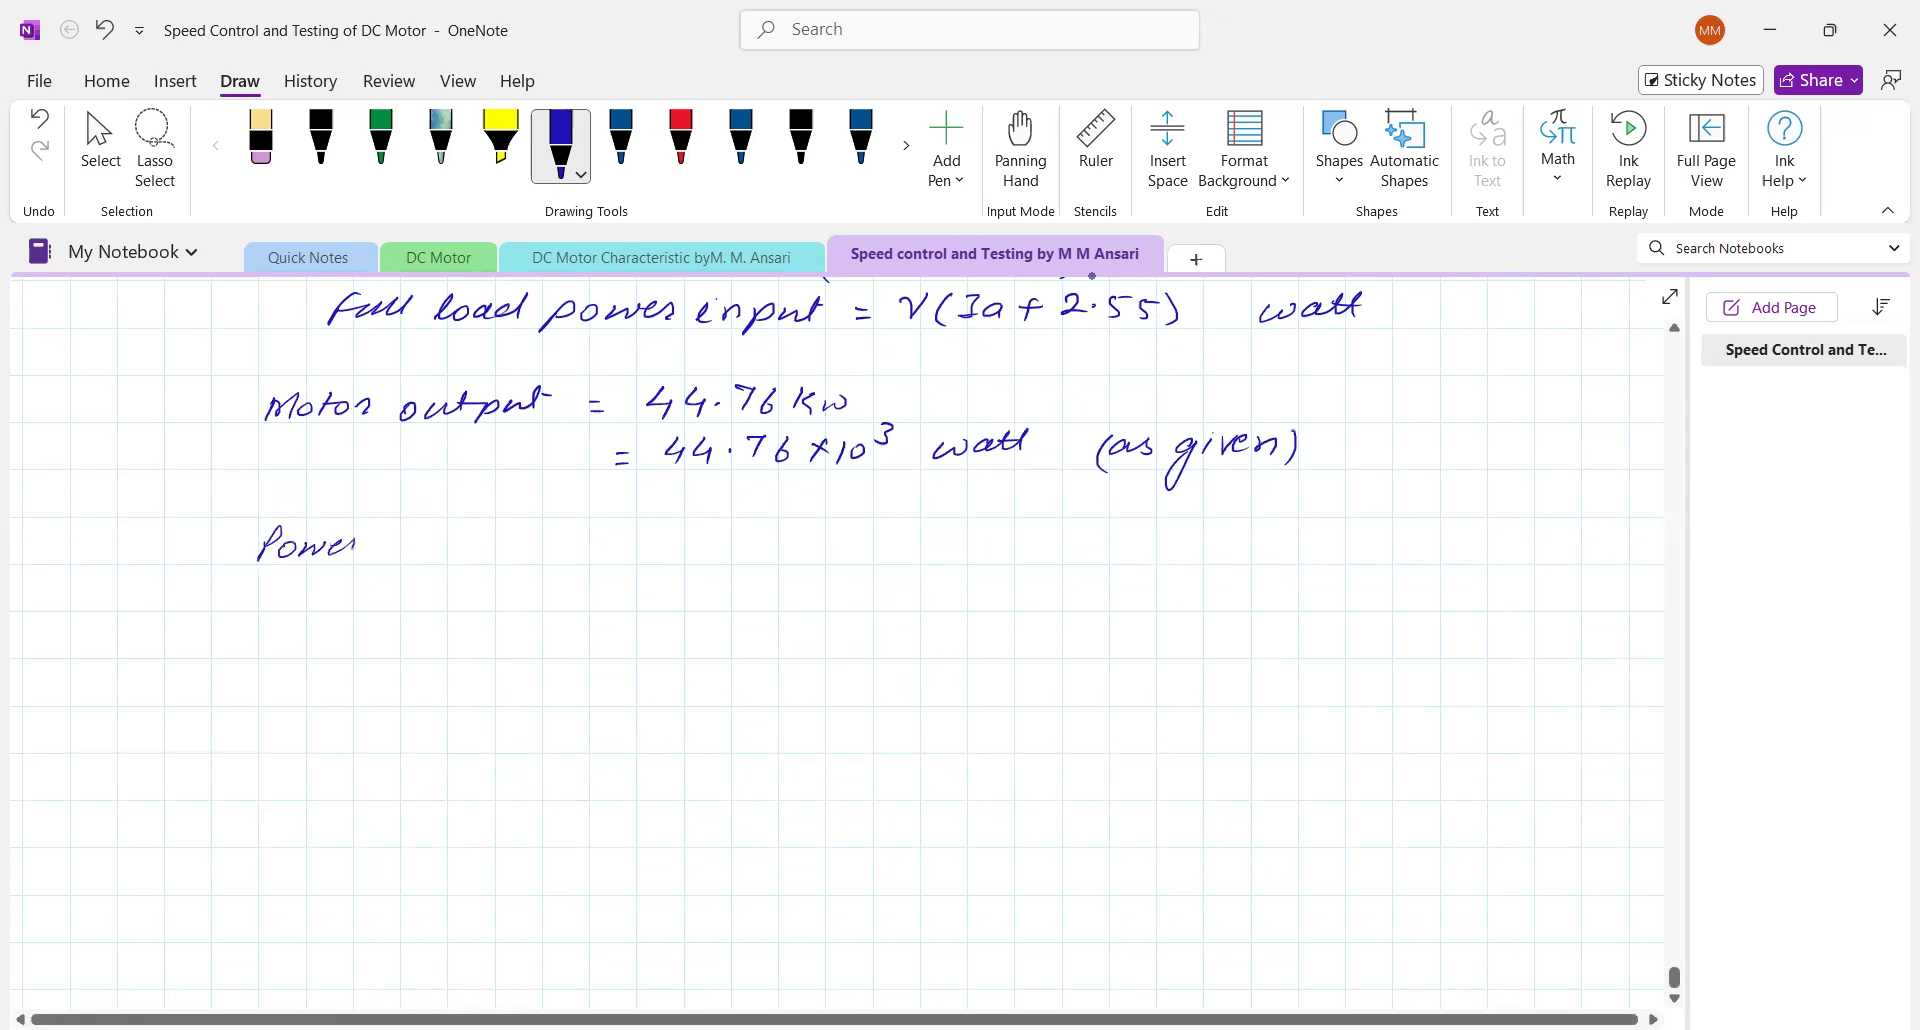 Speed Control and Testing of DC Motor - OneNote
Search
MM
File Home Insert Draw History Review View Help
Sticky Notes Share
Select
Lasso Select
Add Pen
Panning Hand
Ruler
Insert Space
Format Background
Shapes
Automatic Shapes
Ink to Text
Math
Ink Replay
Full Page View
Ink Help
Undo Selection Drawing Tools Input Mode Stencils Edit Shapes Text Replay Mode Help
My Notebook Quick Notes DC Motor DC Motor Characteristic byM. M. Ansari Speed control and Testing by M M Ansari + Search Notebooks
Add Page
Speed Control and Te...
Full load power input = V(Ia + 2.55) watt
Motor output = 44.76 kw
= 44.76 × 10³ watt (as given)
Power